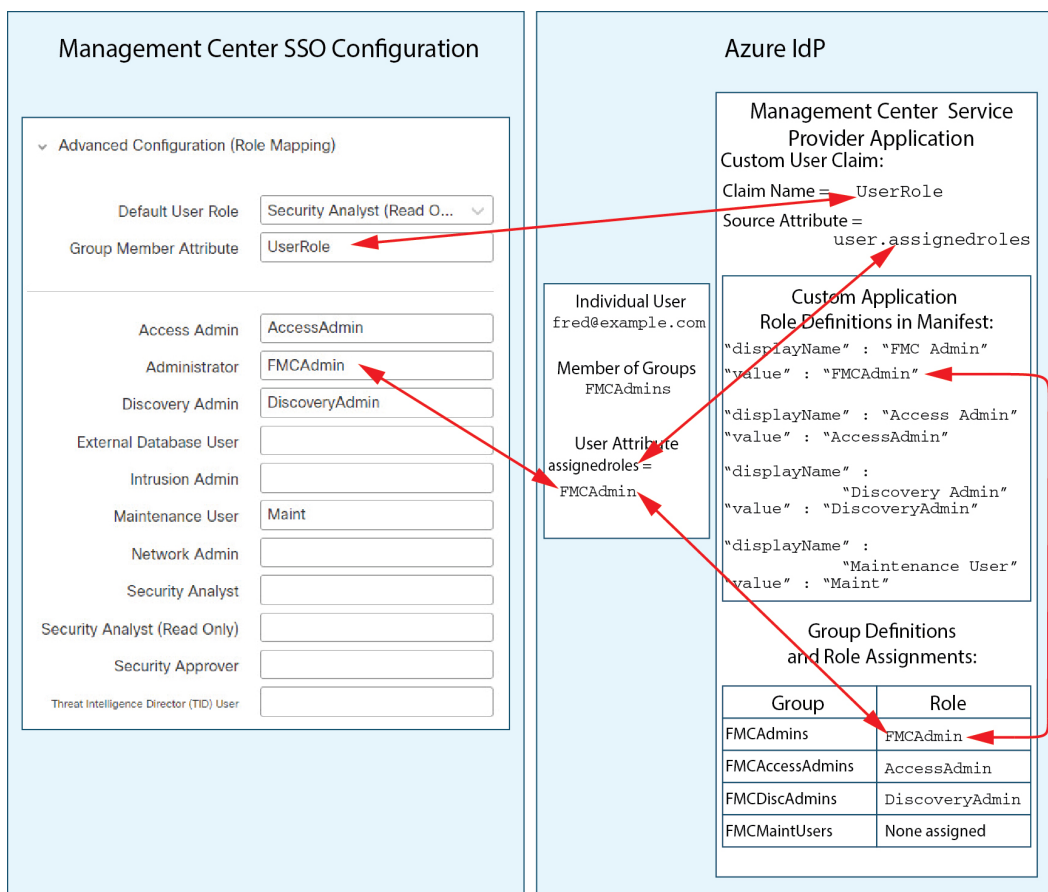 Management Center SSO Configuration
Advanced Configuration (Role Mapping)
Default User Role
Security Analyst (Read O...
Group Member Attribute
UserRole
Access Admin
AccessAdmin
Administrator
FMCAdmin
Discovery Admin
DiscoveryAdmin
External Database User
Intrusion Admin
Maintenance User
Maint
Network Admin
Security Analyst
Security Analyst (Read Only)
Security Approver
Threat Intelligence Director (TID) User
Azure IdP
Individual User
fred@example.com
Member of Groups
FMCAdmins
User Attribute
assignedroles =
FMCAdmin
Management Center Service
Provider Application
Custom User Claim:
Claim Name = UserRole
Source Attribute =
user.assignedroles
Custom Application
Role Definitions in Manifest:
“displayName” : “FMC Admin”
“value” : “FMCAdmin”
“displayName” : “Access Admin”
“value” : “AccessAdmin”
“displayName” :
“Discovery Admin”
“value” : “DiscoveryAdmin”
“displayName” :
“Maintenance User”
“value” : “Maint”
Group Definitions
and Role Assignments:
Group Role
FMCAdmins FMCAdmin
FMCAccessAdmins AccessAdmin
FMCDiscAdmins DiscoveryAdmin
FMCMaintUsers None assigned